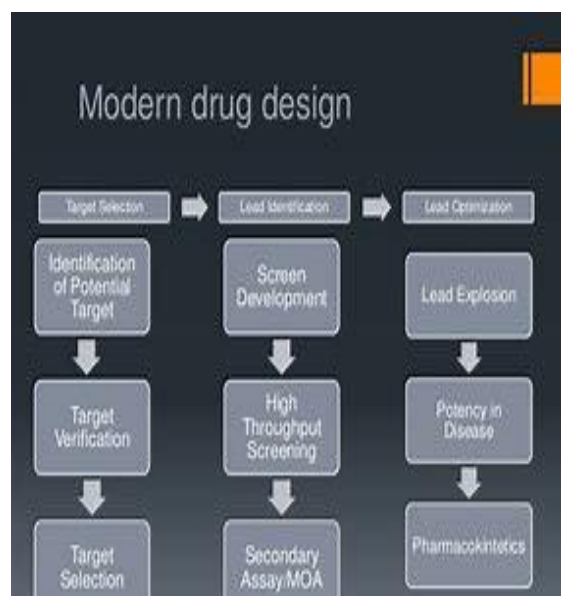 Modern drug design
Target Selection
Lead Identification
Lead Optimization
Identification
of Potential
Target
Target
Verification
Target
Selection
Screen
Development
High
Throughput
Screening
Secondary
Assay/MOA
Lead Explosion
Potency in
Disease
Pharmacokintetics